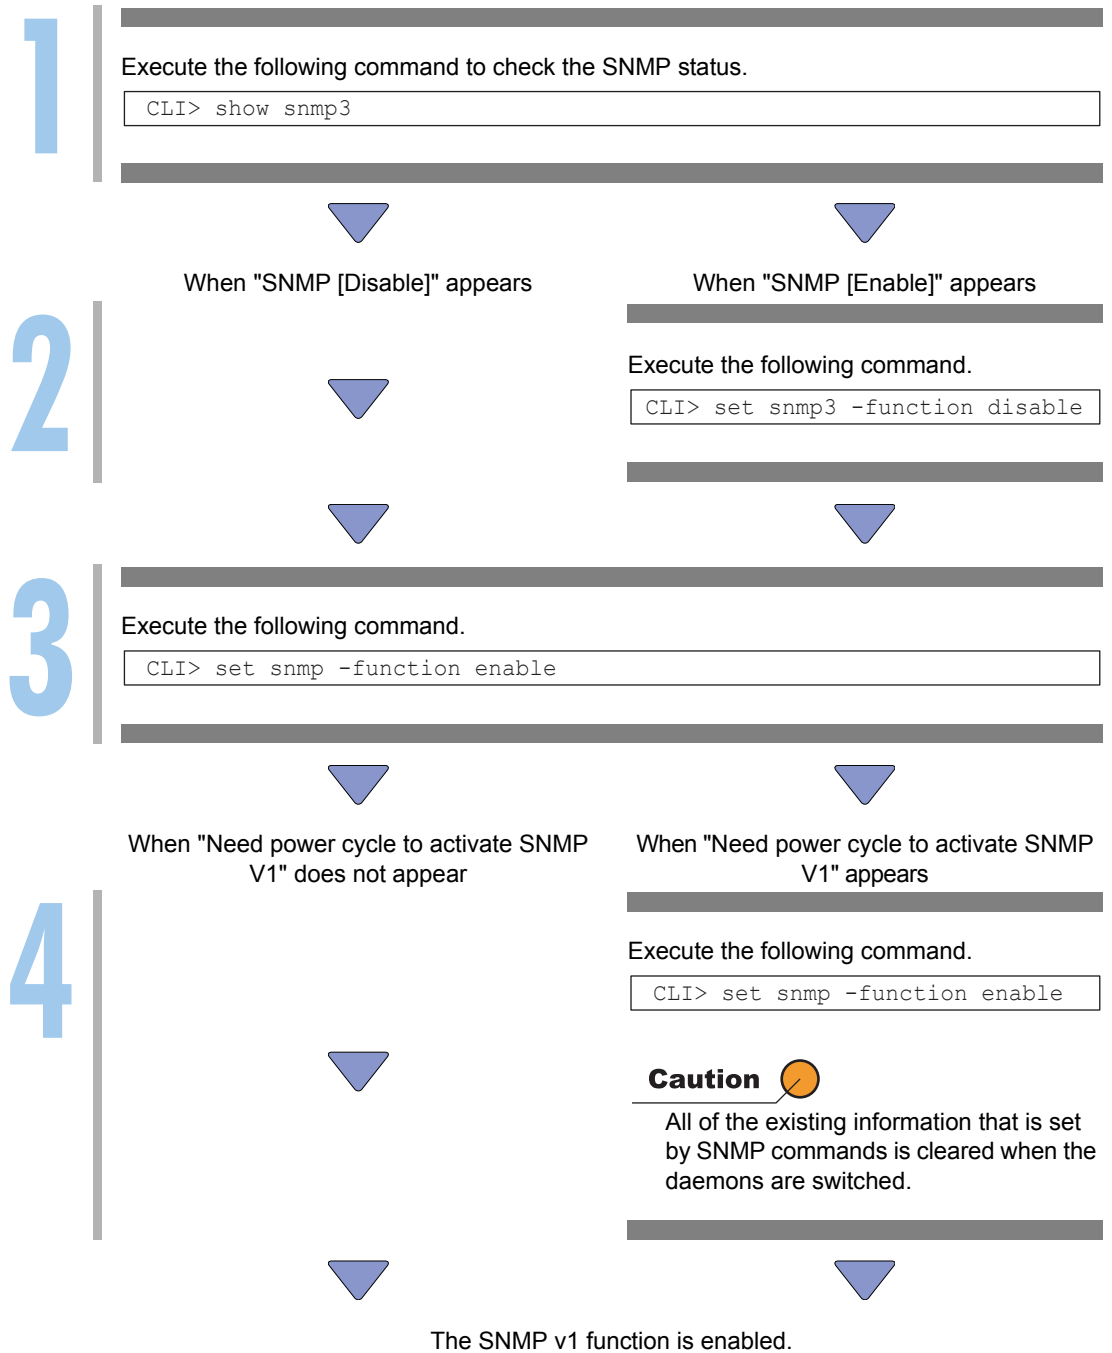 1
Execute the following command to check the SNMP status.
CLI> show snmp3
When "SNMP [Disable]" appears
When "SNMP [Enable]" appears
2
Execute the following command.
CLI> set snmp3 -function disable
3
Execute the following command.
CLI> set snmp -function enable
When "Need power cycle to activate SNMP
V1" does not appear
When "Need power cycle to activate SNMP
V1" appears
4
Execute the following command.
CLI> set snmp -function enable
Caution
All of the existing information that is set
by SNMP commands is cleared when the
daemons are switched.
The SNMP v1 function is enabled.